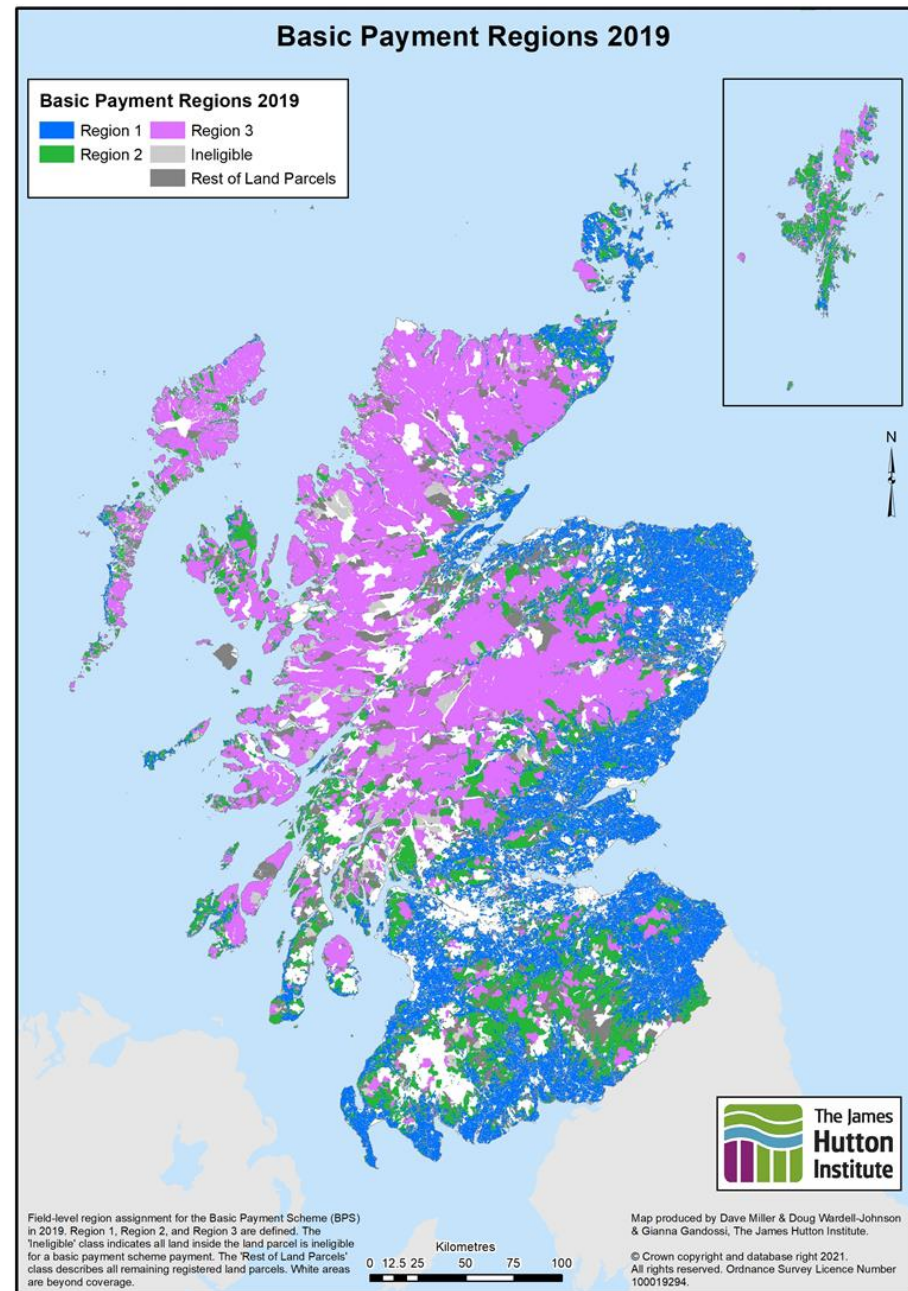 Basic Payment Regions 2019
Basic Payment Regions 2019
Region 1
Region 3
Region 2
Ineligible
Rest of Land Parcels
N
The James
Hutton
Institute
Field-level region assignment for the Basic Payment Scheme (BPS)
in 2019. Region 1, Region 2, and Region 3 are defined. The
'Ineligible' class indicates all land inside the land parcel is ineligible
for a basic payment scheme payment. The 'Rest of Land Parcels'
class describes all remaining registered land parcels. White areas
are beyond coverage.
Kilometres
0 12.5 25 50 75 100
Map produced by Dave Miller & Doug Wardell-Johnson
& Gianna Gandossi, The James Hutton Institute.
© Crown copyright and database right 2021.
All rights reserved. Ordnance Survey Licence Number
100019294.